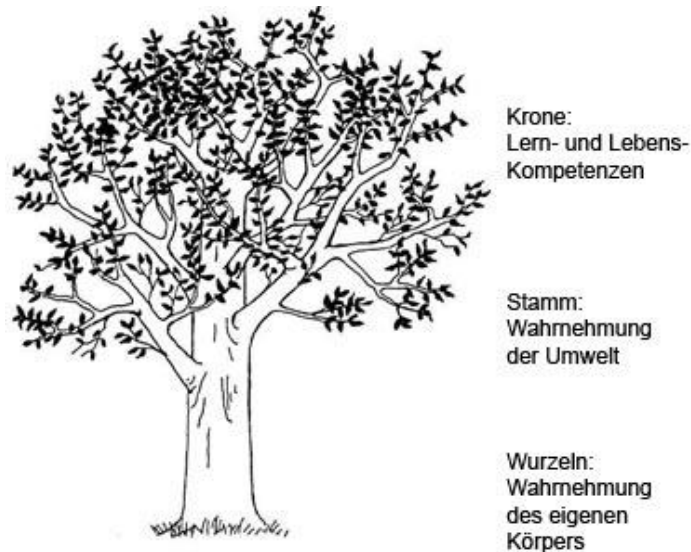 Krone:
Lern- und Lebens-
Kompetenzen
Stamm:
Wahrnehmung
der Umwelt
Wurzeln:
Wahrnehmung
des eigenen
Körpers